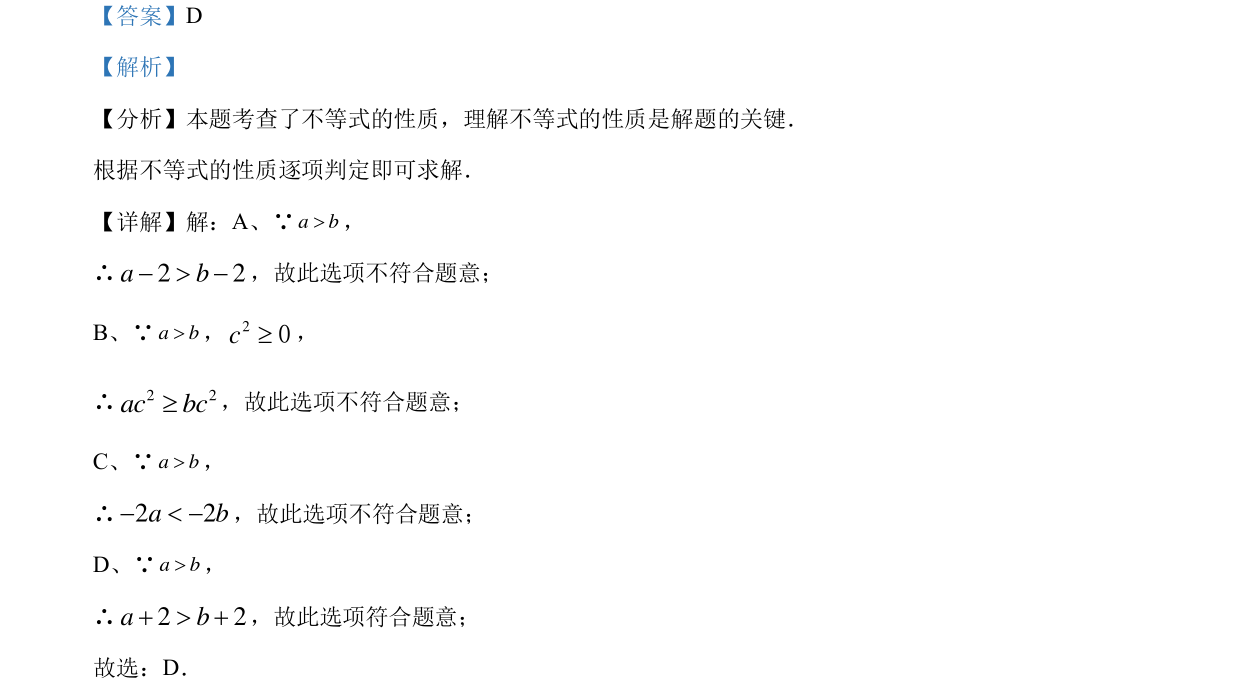 【答案】D
【解析】
【分析】本题考查了不等式的性质，理解不等式的性质是解题的关键．
根据不等式的性质逐项判定即可求解．
【详解】解：A、∵a>b，
∴a−2>b−2，故此选项不符合题意；
B、∵a>b，c²≥0，
∴ac²≥bc²，故此选项不符合题意；
C、∵a>b，
∴−2a<−2b，故此选项不符合题意；
D、∵a>b，
∴a+2>b+2，故此选项符合题意；
故选：D．